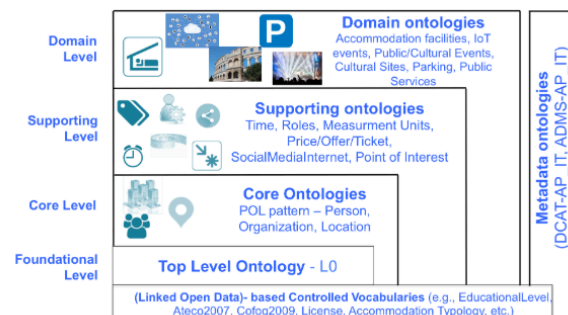 Domain
Level
P
Domain ontologies
Accommodation facilities, IoT
events, Public/Cultural Events,
Cultural Sites, Parking, Public
Services
Supporting
Level
Supporting ontologies
Time, Roles, Measurment Units,
Price/Offer/Ticket,
SocialMediaInternet, Point of Interest
Core Level
Core Ontologies
POL pattern – Person,
Organization, Location
Foundational
Level
Top Level Ontology - L0
(Linked Open Data)- based Controlled Vocabularies (e.g., EducationalLevel,
Ateco2007, Cofog2009, License, Accommodation Typology, etc.)
Metadata ontologies
(DCAT-AP_IT, ADMS-AP_IT)